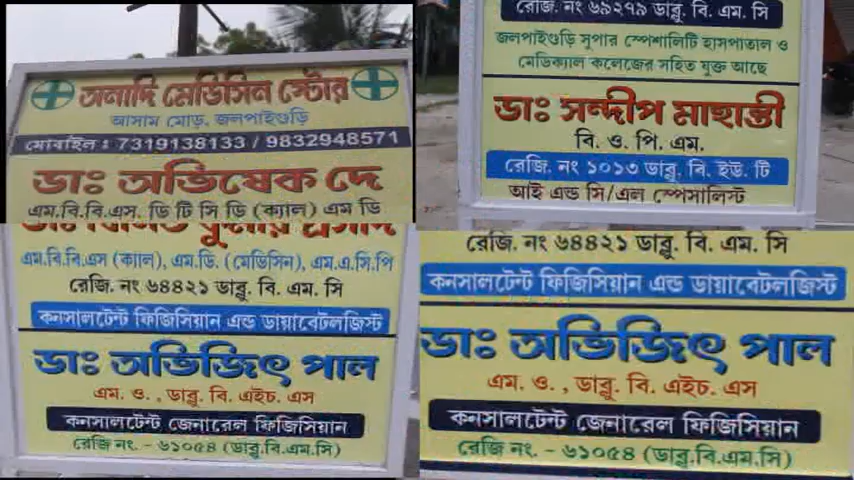 অনাদি মেডিসিন স্টোর
আসাম মোড়, জলপাইগুড়ি
মোবাইল : 7319138133 / 9832948571
ডাঃ অভিষেক দে
এম.বি.বি.এস. ডি টি সি ডি (ক্যাল) এম ডি
রেজি. নং ৬৯২৭৯ ডাব্লু. বি. এম. সি
জলপাইগুড়ি সুপার স্পেশালিটি হাসপাতাল ও
মেডিক্যাল কলেজের সহিত যুক্ত আছে
ডাঃ সন্দীপ মাহান্তী
বি. ও. পি. এম.
রেজি. নং ১০১৩ ডাব্লু. বি. ইউ. টি
আই এন্ড সি/এল স্পেসালিস্ট
কুমার প্রসাদ
এম.বি.বি.এস (ক্যাল), এম.ডি. (মেডিসিন), এম.এ.সি.পি
রেজি. নং ৬৪৪২১ ডাব্লু. বি. এম. সি
কনসালটেন্ট ফিজিসিয়ান এন্ড ডায়াবেটলজিস্ট
ডাঃ অভিজিৎ পাল
এম. ও. , ডাব্লু. বি. এইচ. এস
কনসালটেন্ট জেনারেল ফিজিসিয়ান
রেজি নং. - ৬১০৫৪ (ডাব্লু.বি.এম.সি)
রেজি. নং ৬৪৪২১ ডাব্লু. বি. এম. সি
কনসালটেন্ট ফিজিসিয়ান এন্ড ডায়াবেটলজিস্ট
ডাঃ অভিজিৎ পাল
এম. ও. , ডাব্লু. বি. এইচ. এস
কনসালটেন্ট জেনারেল ফিজিসিয়ান
রেজি নং. - ৬১০৫৪ (ডাব্লু.বি.এম.সি)